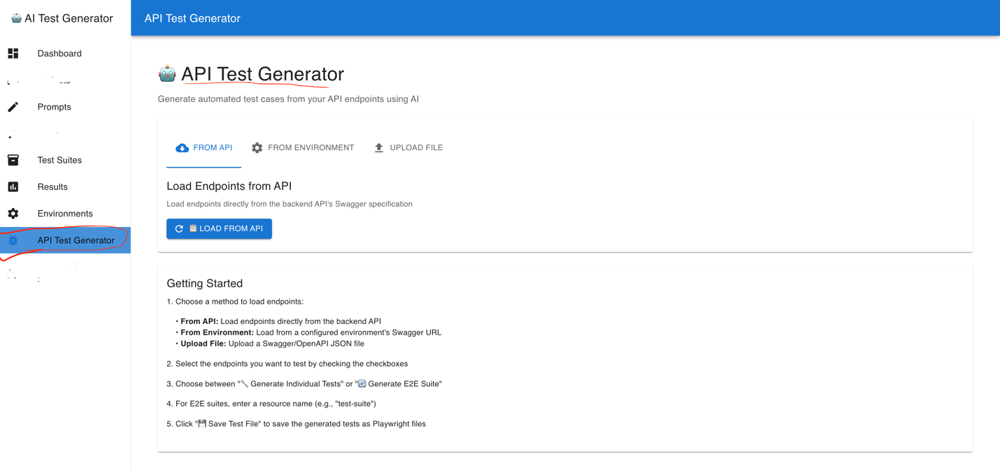 🤖 AI Test Generator
API Test Generator
Dashboard
Prompts
Test Suites
Results
Environments
API Test Generator
🤖 API Test Generator
Generate automated test cases from your API endpoints using AI
FROM API
FROM ENVIRONMENT
UPLOAD FILE
Load Endpoints from API
Load endpoints directly from the backend API's Swagger specification
📋 LOAD FROM API
Getting Started
1. Choose a method to load endpoints:
• From API: Load endpoints directly from the backend API
• From Environment: Load from a configured environment's Swagger URL
• Upload File: Upload a Swagger/OpenAPI JSON file
2. Select the endpoints you want to test by checking the checkboxes
3. Choose between "🔧 Generate Individual Tests" or "🔄 Generate E2E Suite"
4. For E2E suites, enter a resource name (e.g., "test-suite")
5. Click "💾 Save Test File" to save the generated tests as Playwright files